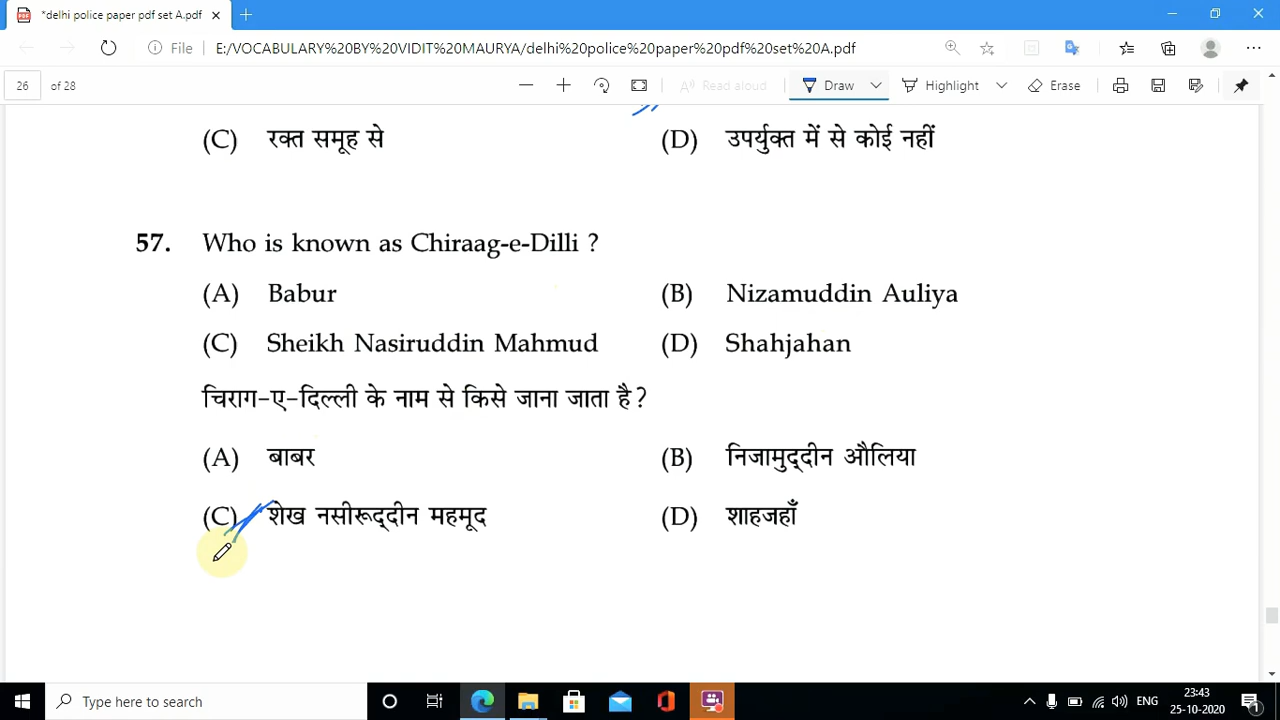 *delhi police paper pdf set A.pdf
File E:/VOCABULARY%20BY%20VIDIT%20MAURYA/delhi%20police%20paper%20pdf%20set%20A.pdf
26 of 28 Read aloud Draw Highlight Erase
(C) रक्त समूह से (D) उपर्युक्त में से कोई नहीं
57. Who is known as Chiraag-e-Dilli ?
(A) Babur (B) Nizamuddin Auliya
(C) Sheikh Nasiruddin Mahmud (D) Shahjahan
चिराग-ए-दिल्ली के नाम से किसे जाना जाता है?
(A) बाबर (B) निजामुद्दीन औलिया
(C) शेख नसीरूद्दीन महमूद (D) शाहजहाँ
Type here to search ENG 23:43
25-10-2020